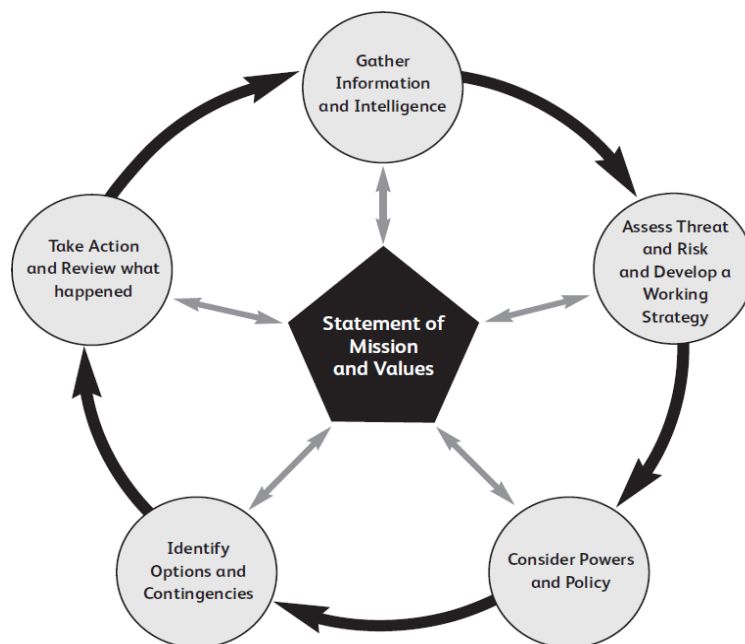 Gather
Information
and Intelligence
Assess Threat
and Risk
and Develop a
Working
Strategy
Consider Powers
and Policy
Identify
Options and
Contingencies
Take Action
and Review what
happened
Statement of
Mission
and Values